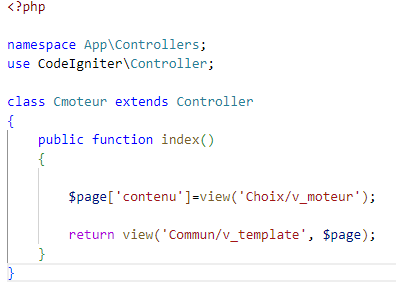 <?php
namespace App\Controllers;
use CodeIgniter\Controller;
class Cmoteur extends Controller
{
    public function index()
    {
        $page['contenu']=view('Choix/v_moteur');
        return view('Commun/v_template', $page);
    }
}